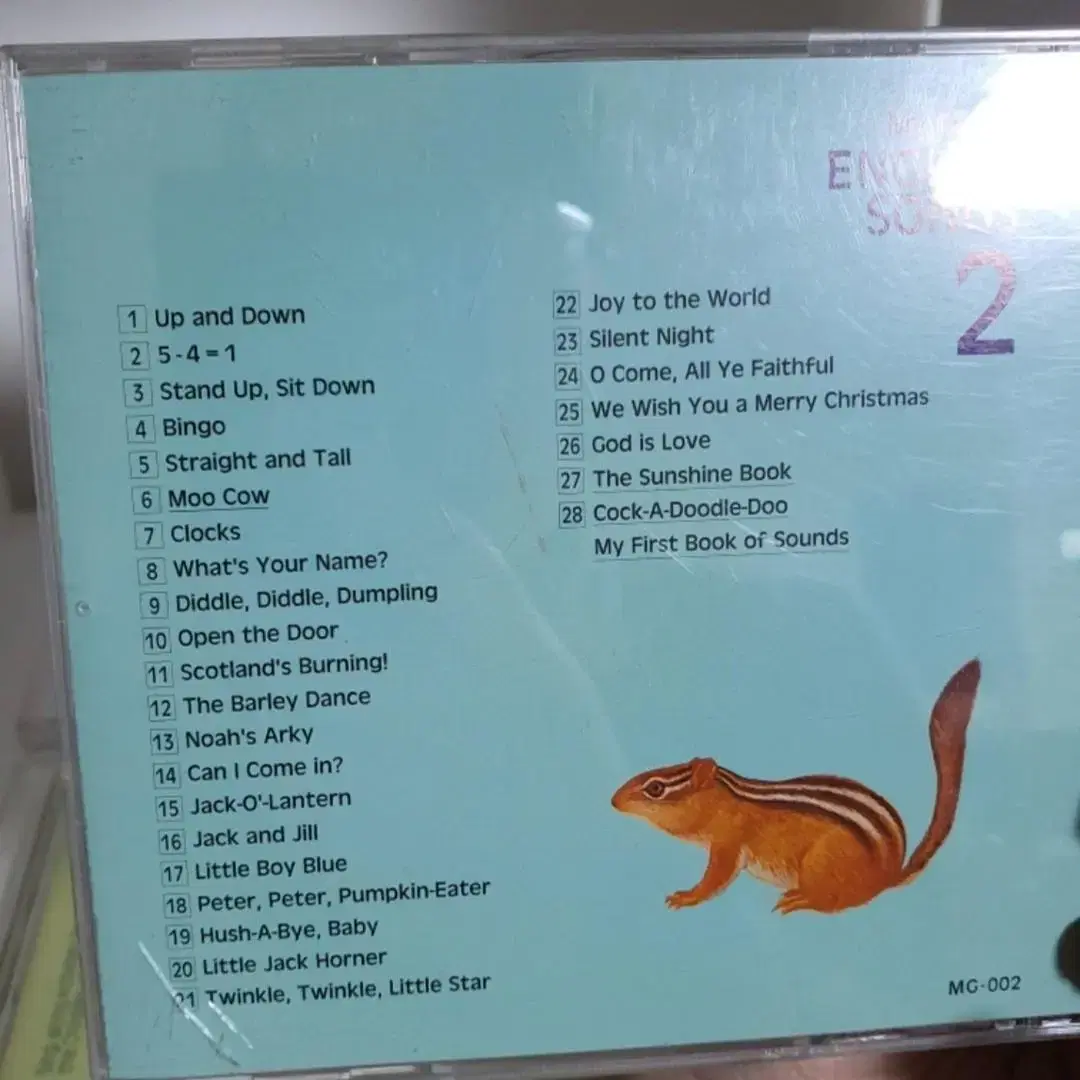 2
1 Up and Down
2 5-4=1
3 Stand Up, Sit Down
4 Bingo
5 Straight and Tall
6 Moo Cow
7 Clocks
8 What's Your Name?
9 Diddle, Diddle, Dumpling
10 Open the Door
11 Scotland's Burning!
12 The Barley Dance
13 Noah's Arky
14 Can I Come in?
15 Jack-O'-Lantern
16 Jack and Jill
17 Little Boy Blue
18 Peter, Peter, Pumpkin-Eater
19 Hush-A-Bye, Baby
20 Little Jack Horner
21 Twinkle, Twinkle, Little Star
22 Joy to the World
23 Silent Night
24 O Come, All Ye Faithful
25 We Wish You a Merry Christmas
26 God is Love
27 The Sunshine Book
28 Cock-A-Doodle-Doo
My First Book of Sounds
MG-002